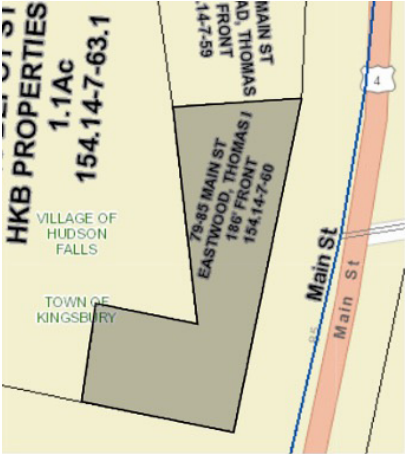 HKB PROPERTIES
1.1Ac
154.14-7-63.1
MAIN ST
AD, THOMAS
FRONT
.14-7-59
4
79-85 MAIN ST
EASTWOOD, THOMAS I
186' FRONT
154.14-7-60
VILLAGE OF
HUDSON
FALLS
TOWN OF
KINGSBURY
Main St
Main St